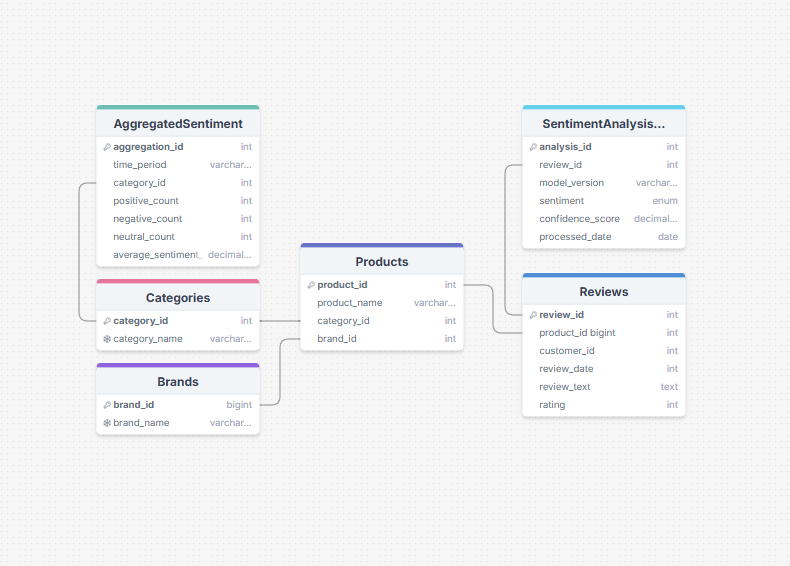 AggregatedSentiment
aggregation_id int
time_period varchar...
category_id int
positive_count int
negative_count int
neutral_count int
average_sentiment_ decimal...
Categories
category_id int
category_name varchar...
Brands
brand_id bigint
brand_name varchar...
Products
product_id int
product_name varchar...
category_id int
brand_id int
SentimentAnalysis...
analysis_id int
review_id int
model_version varchar...
sentiment enum
confidence_score decimal...
processed_date date
Reviews
review_id int
product_id bigint int
customer_id int
review_date int
review_text text
rating int